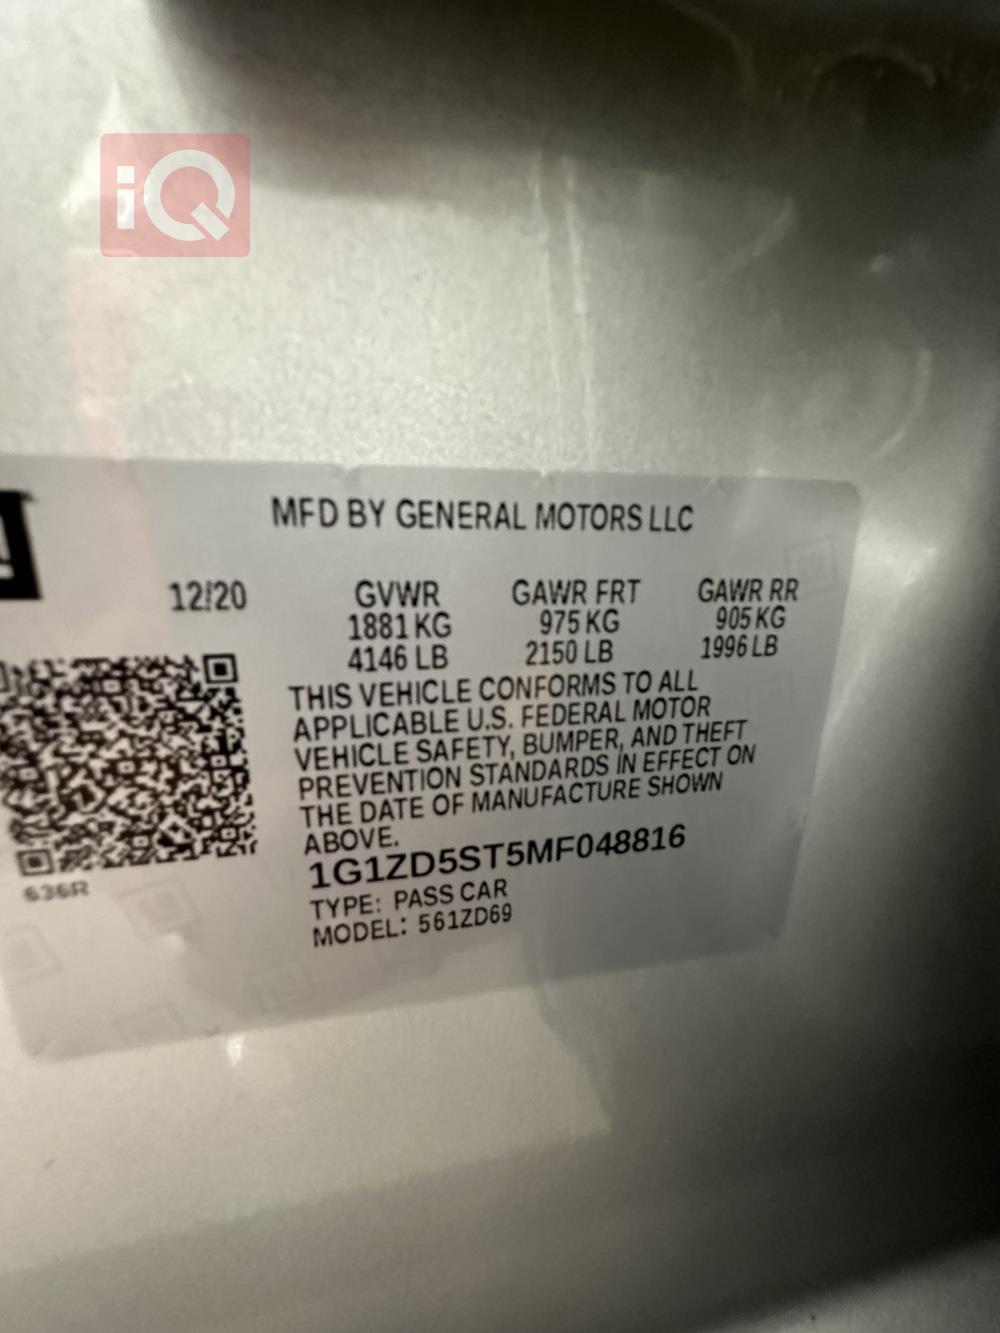 iQ
MFD BY GENERAL MOTORS LLC
12/20 GVWR GAWR FRT GAWR RR
1881 KG 975 KG 905 KG
4146 LB 2150 LB 1996 LB
THIS VEHICLE CONFORMS TO ALL
APPLICABLE U.S. FEDERAL MOTOR
VEHICLE SAFETY, BUMPER, AND THEFT
PREVENTION STANDARDS IN EFFECT ON
THE DATE OF MANUFACTURE SHOWN
ABOVE.
1G1ZD5ST5MF048816
636R
TYPE: PASS CAR
MODEL: 561ZD69